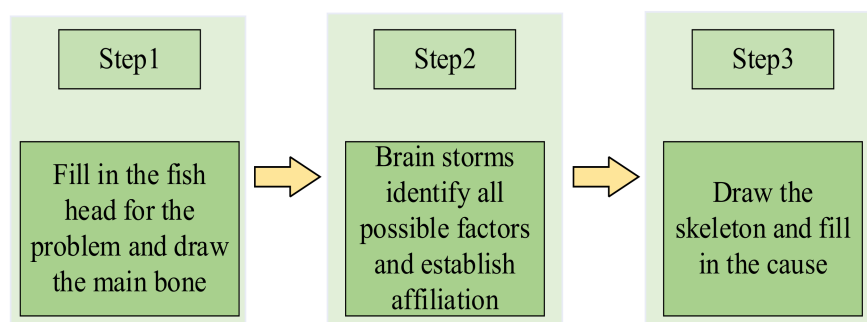 Step1
Fill in the fish
head for the
problem and draw
the main bone
Step2
Brain storms
identify all
possible factors
and establish
affiliation
Step3
Draw the
skeleton and fill
in the cause